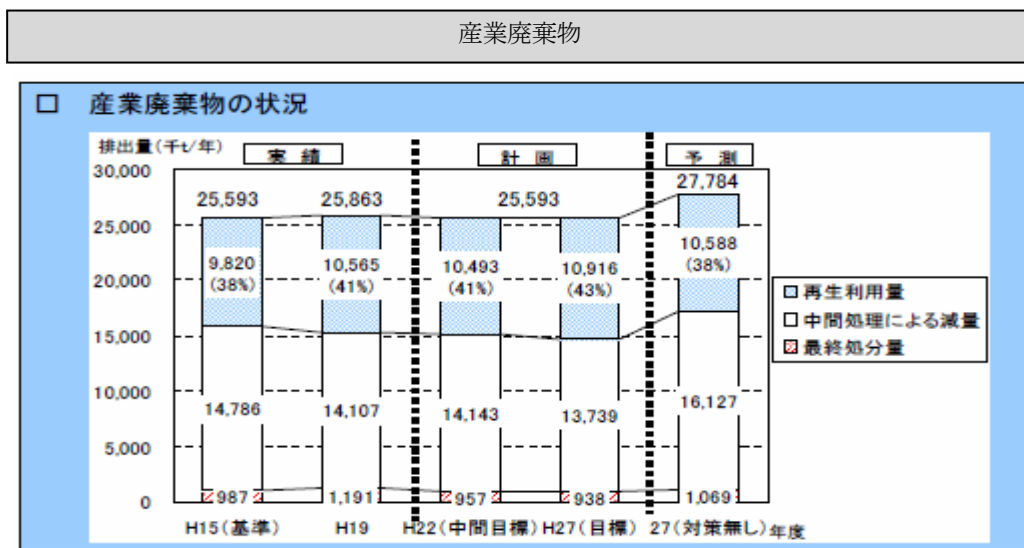 産業廃棄物
□ 産業廃棄物の状況
排出量(千t/年)
実績 計画 予測
30,000
25,593 25,863 25,593 27,784
25,000
9,820 10,565 10,493 10,916 10,588
(38%) (41%) (41%) (43%) (38%)
20,000
15,000
10,000
14,786 14,107 14,143 13,739 16,127
5,000
0
987 1,191 957 938 1,069
H15(基準) H19 H22(中間目標) H27(目標) 27(対策無し) 年度
再生利用量
中間処理による減量
最終処分量